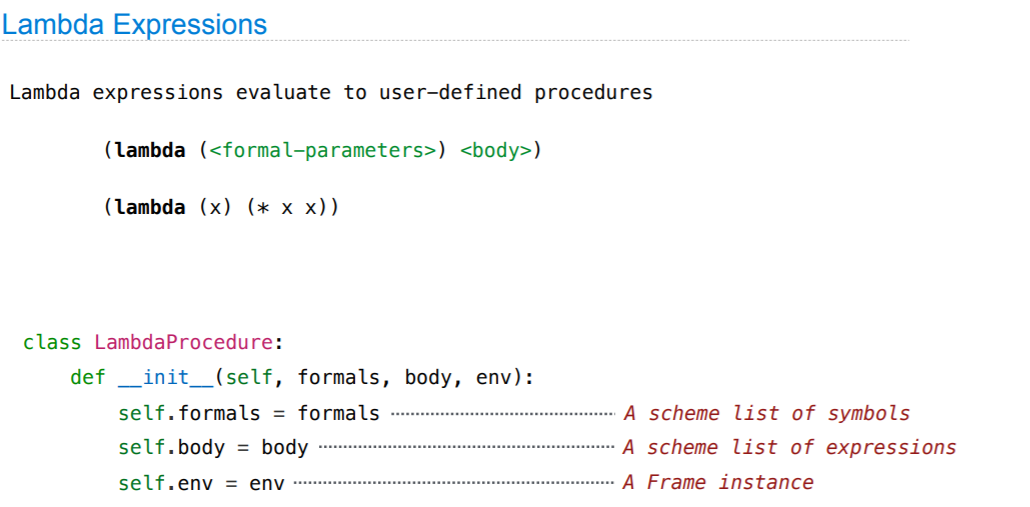 Lambda Expressions
Lambda expressions evaluate to user-defined procedures
(lambda (<formal-parameters>) <body>)
(lambda (x) (* x x))
class LambdaProcedure:
def __init__(self, formals, body, env):
self.formals = formals A scheme list of symbols
self.body = body A scheme list of expressions
self.env = env A Frame instance